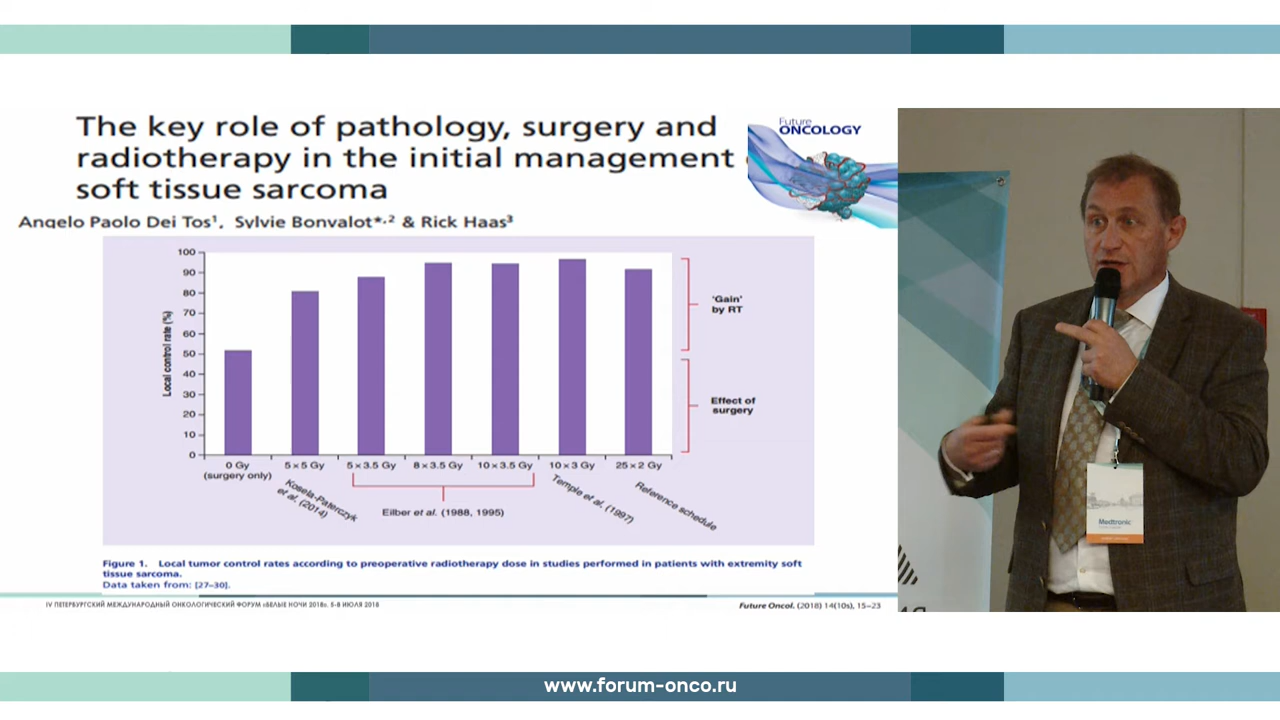 The key role of pathology, surgery and
radiotherapy in the initial management
soft tissue sarcoma
Future
ONCOLOGY
Angelo Paolo Dei Tos¹, Sylvie Bonvalot*,² & Rick Haas³
Local control rate (%)
100
90
80
70
60
50
40
30
20
10
0
0 Gy
(surgery only)
5 × 5 Gy
5 × 3.5 Gy
8 × 3.5 Gy
10 × 3.5 Gy
10 × 3 Gy
25 × 2 Gy
Kosela-Paterczyk
et al. (2014)
Eilber et al. (1988, 1995)
Temple et al. (1997)
Reference schedule
'Gain'
by RT
Effect of
surgery
Figure 1. Local tumor control rates according to preoperative radiotherapy dose in studies performed in patients with extremity soft
tissue sarcoma.
Data taken from: [27–30].
IV ПЕТЕРБУРГСКИЙ МЕЖДУНАРОДНЫЙ ОНКОЛОГИЧЕСКИЙ ФОРУМ «БЕЛЫЕ НОЧИ 2018». 5-8 ИЮЛЯ 2018
Future Oncol. (2018) 14(10s), 15–23
Medtronic
www.forum-onco.ru